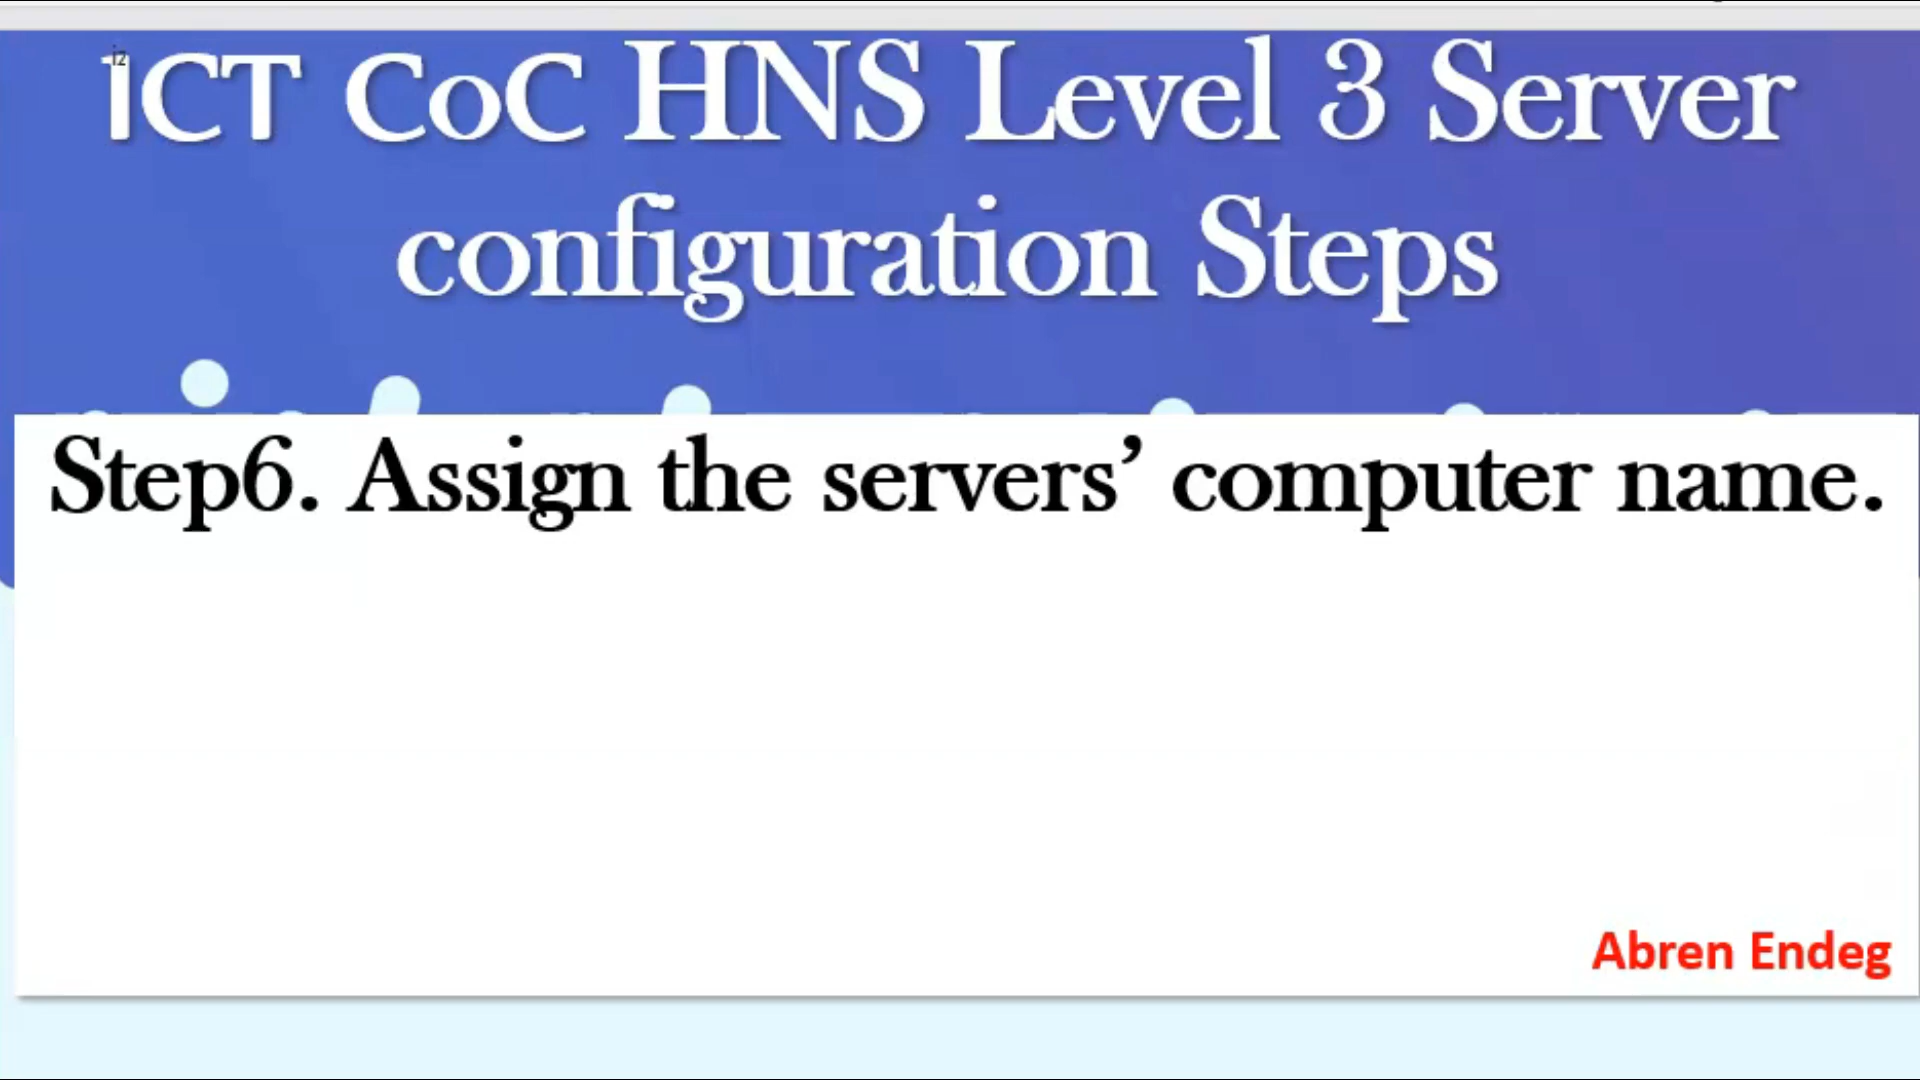 ICT CoC HNS Level 3 Server
configuration Steps
Step6. Assign the servers’ computer name.
Abren Endeg